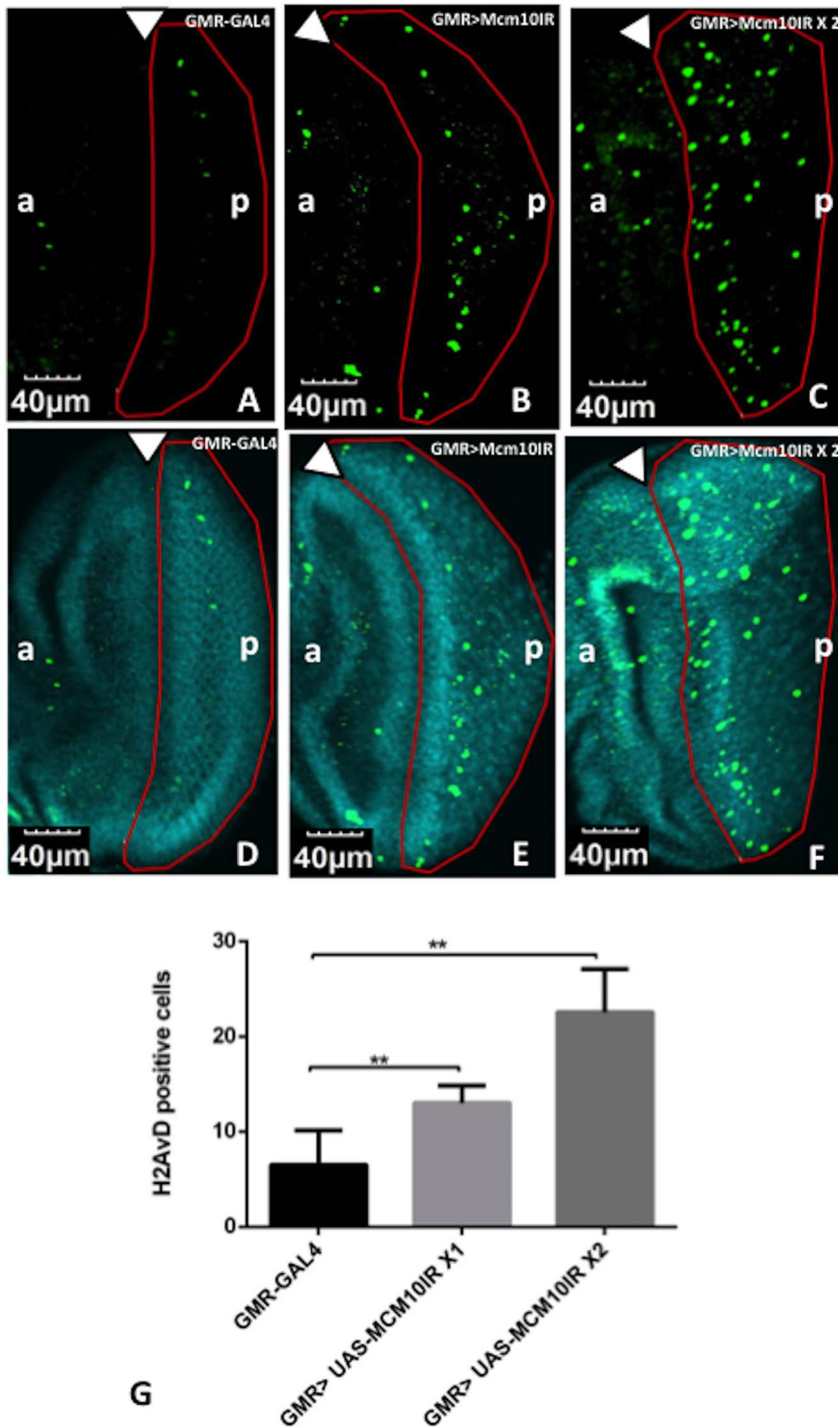 GMR-GAL4
GMR>Mcm10IR
GMR>Mcm10IR X 2
a
p
a
p
a
p
40µm
A
40µm
B
40µm
C
GMR-GAL4
GMR>Mcm10IR
GMR>Mcm10IR X 2
a
p
a
p
a
p
40µm
D
40µm
E
40µm
F
H2AvD positive cells
30
20
10
0
**
**
GMR-GAL4
GMR> UAS-MCM10IR X1
GMR> UAS-MCM10IR X2
G